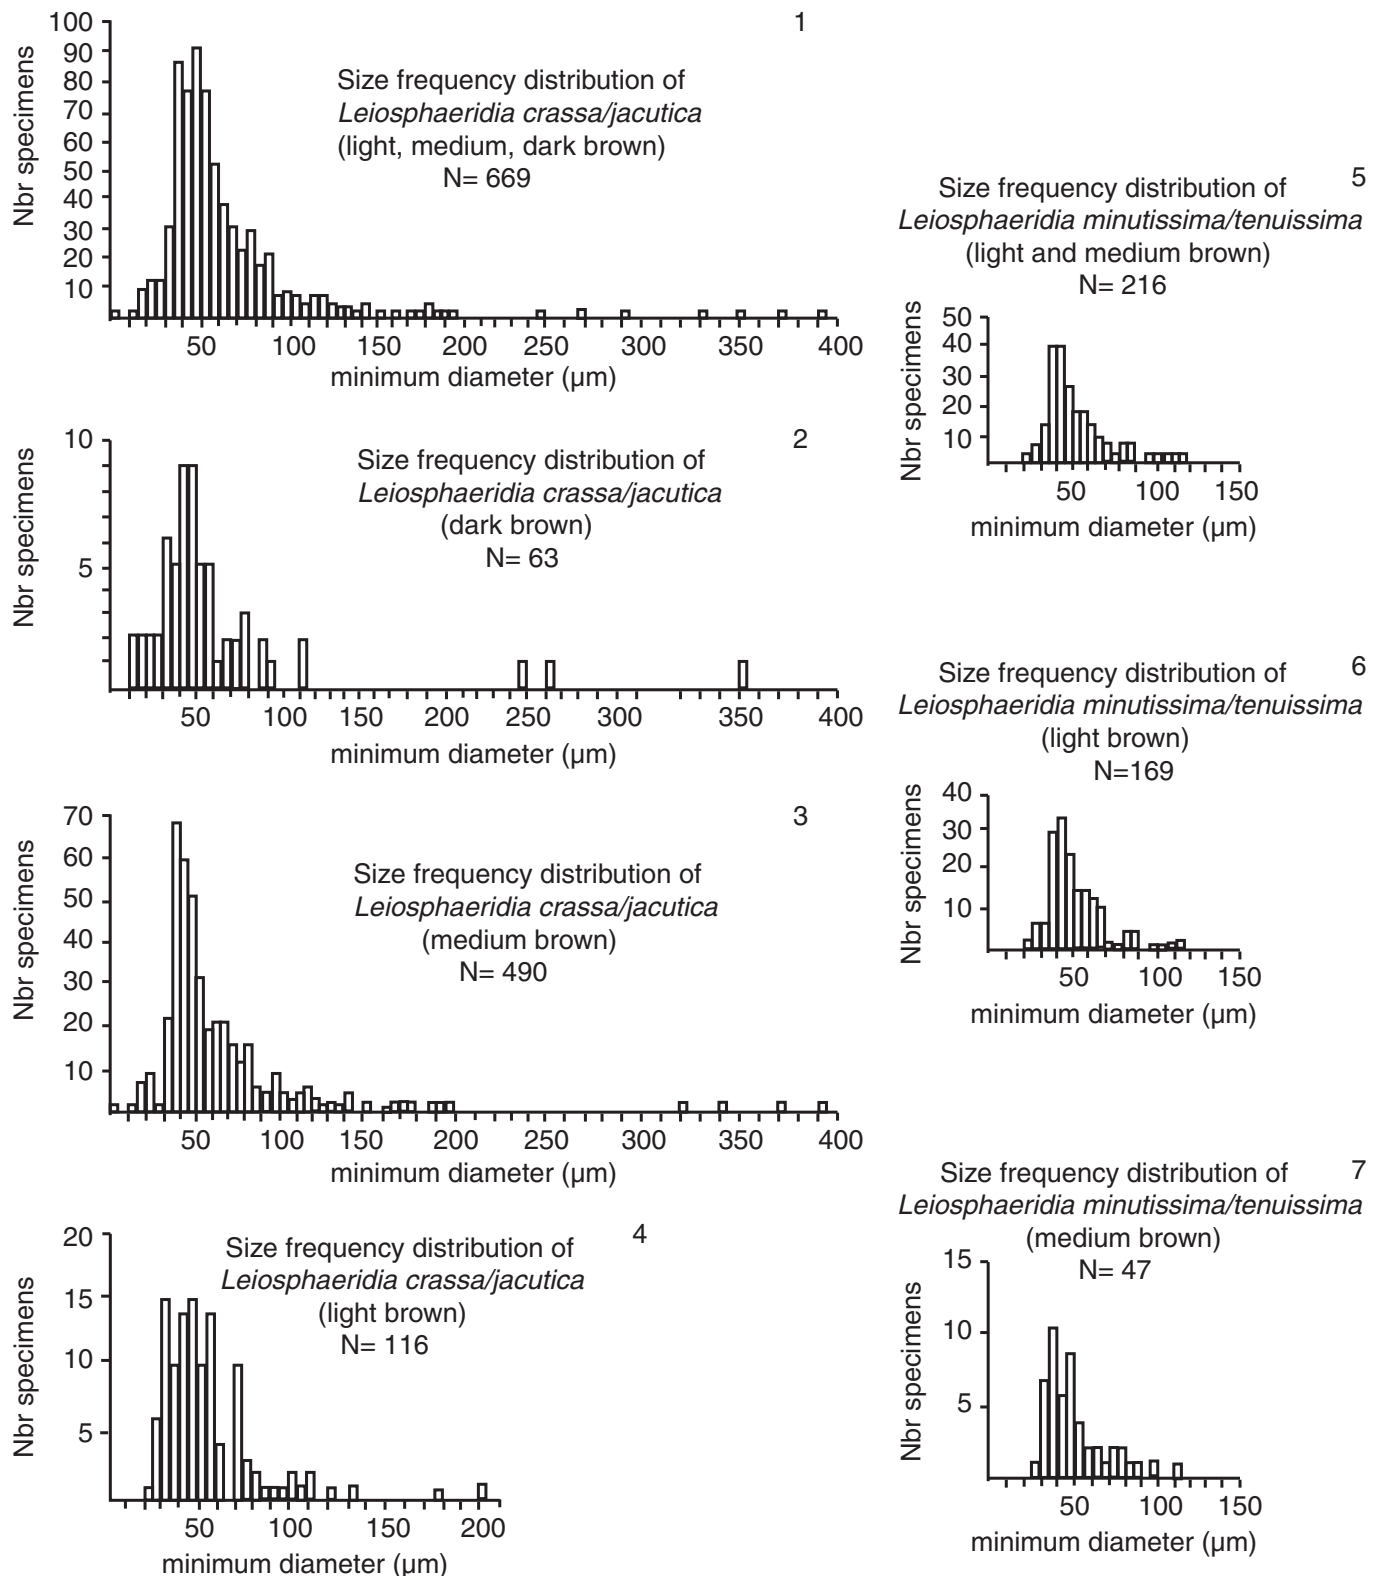 1
Size frequency distribution of
Leiosphaeridia crassa/jacutica
(light, medium, dark brown)
N= 669
Nbr specimens
100
90
80
70
60
50
40
30
20
10
50 100 150 200 250 300 350 400
minimum diameter (µm)
2
Size frequency distribution of
Leiosphaeridia crassa/jacutica
(dark brown)
N= 63
Nbr specimens
10
5
50 100 150 200 250 300 350 400
minimum diameter (µm)
3
Size frequency distribution of
Leiosphaeridia crassa/jacutica
(medium brown)
N= 490
Nbr specimens
70
60
50
40
30
20
10
50 100 150 200 250 300 350 400
minimum diameter (µm)
4
Size frequency distribution of
Leiosphaeridia crassa/jacutica
(light brown)
N= 116
Nbr specimens
20
15
10
5
50 100 150 200
minimum diameter (µm)
5
Size frequency distribution of
Leiosphaeridia minutissima/tenuissima
(light and medium brown)
N= 216
Nbr specimens
50
40
30
20
10
50 100 150
minimum diameter (µm)
6
Size frequency distribution of
Leiosphaeridia minutissima/tenuissima
(light brown)
N=169
Nbr specimens
40
30
20
10
50 100 150
minimum diameter (µm)
7
Size frequency distribution of
Leiosphaeridia minutissima/tenuissima
(medium brown)
N= 47
Nbr specimens
15
10
5
50 100 150
minimum diameter (µm)